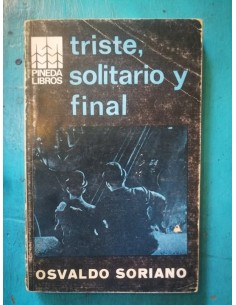 PINEDA
LIBROS
triste,
solitario y
final
OSVALDO SORIANO